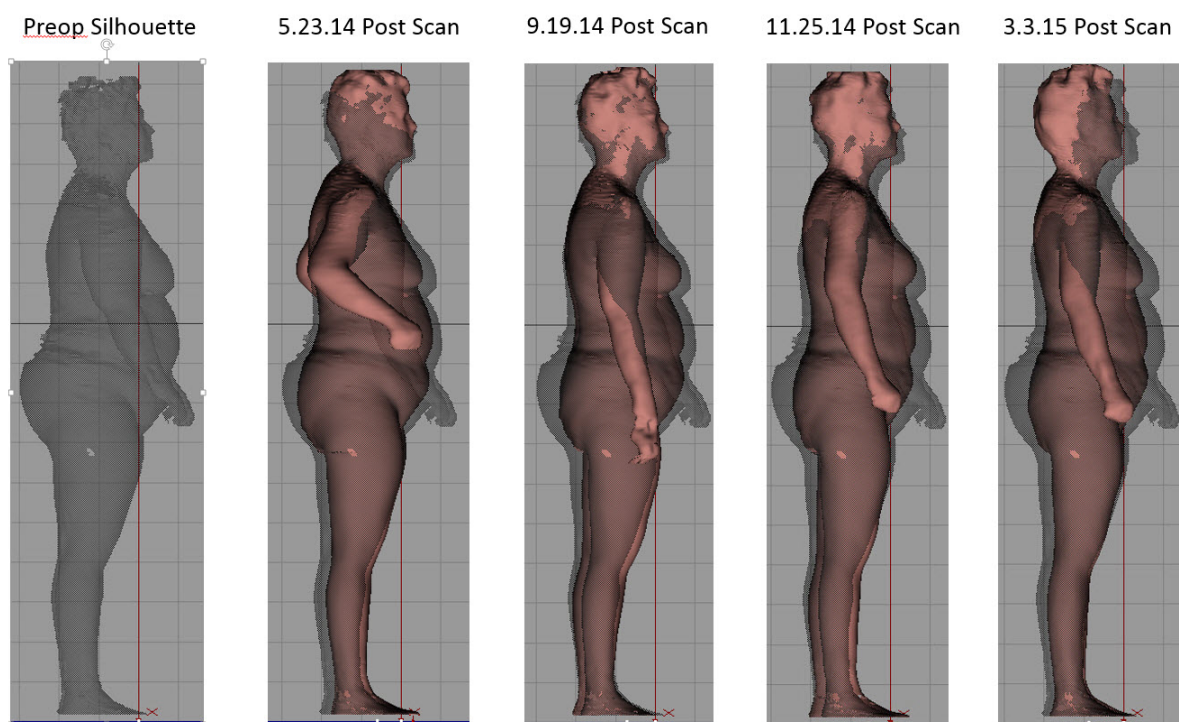 Preop Silhouette
5.23.14 Post Scan
9.19.14 Post Scan
11.25.14 Post Scan
3.3.15 Post Scan